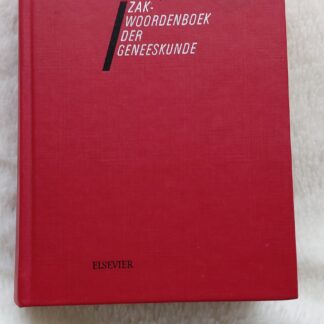 ZAK-
WOORDENBOEK
DER
GENEESKUNDE
ELSEVIER